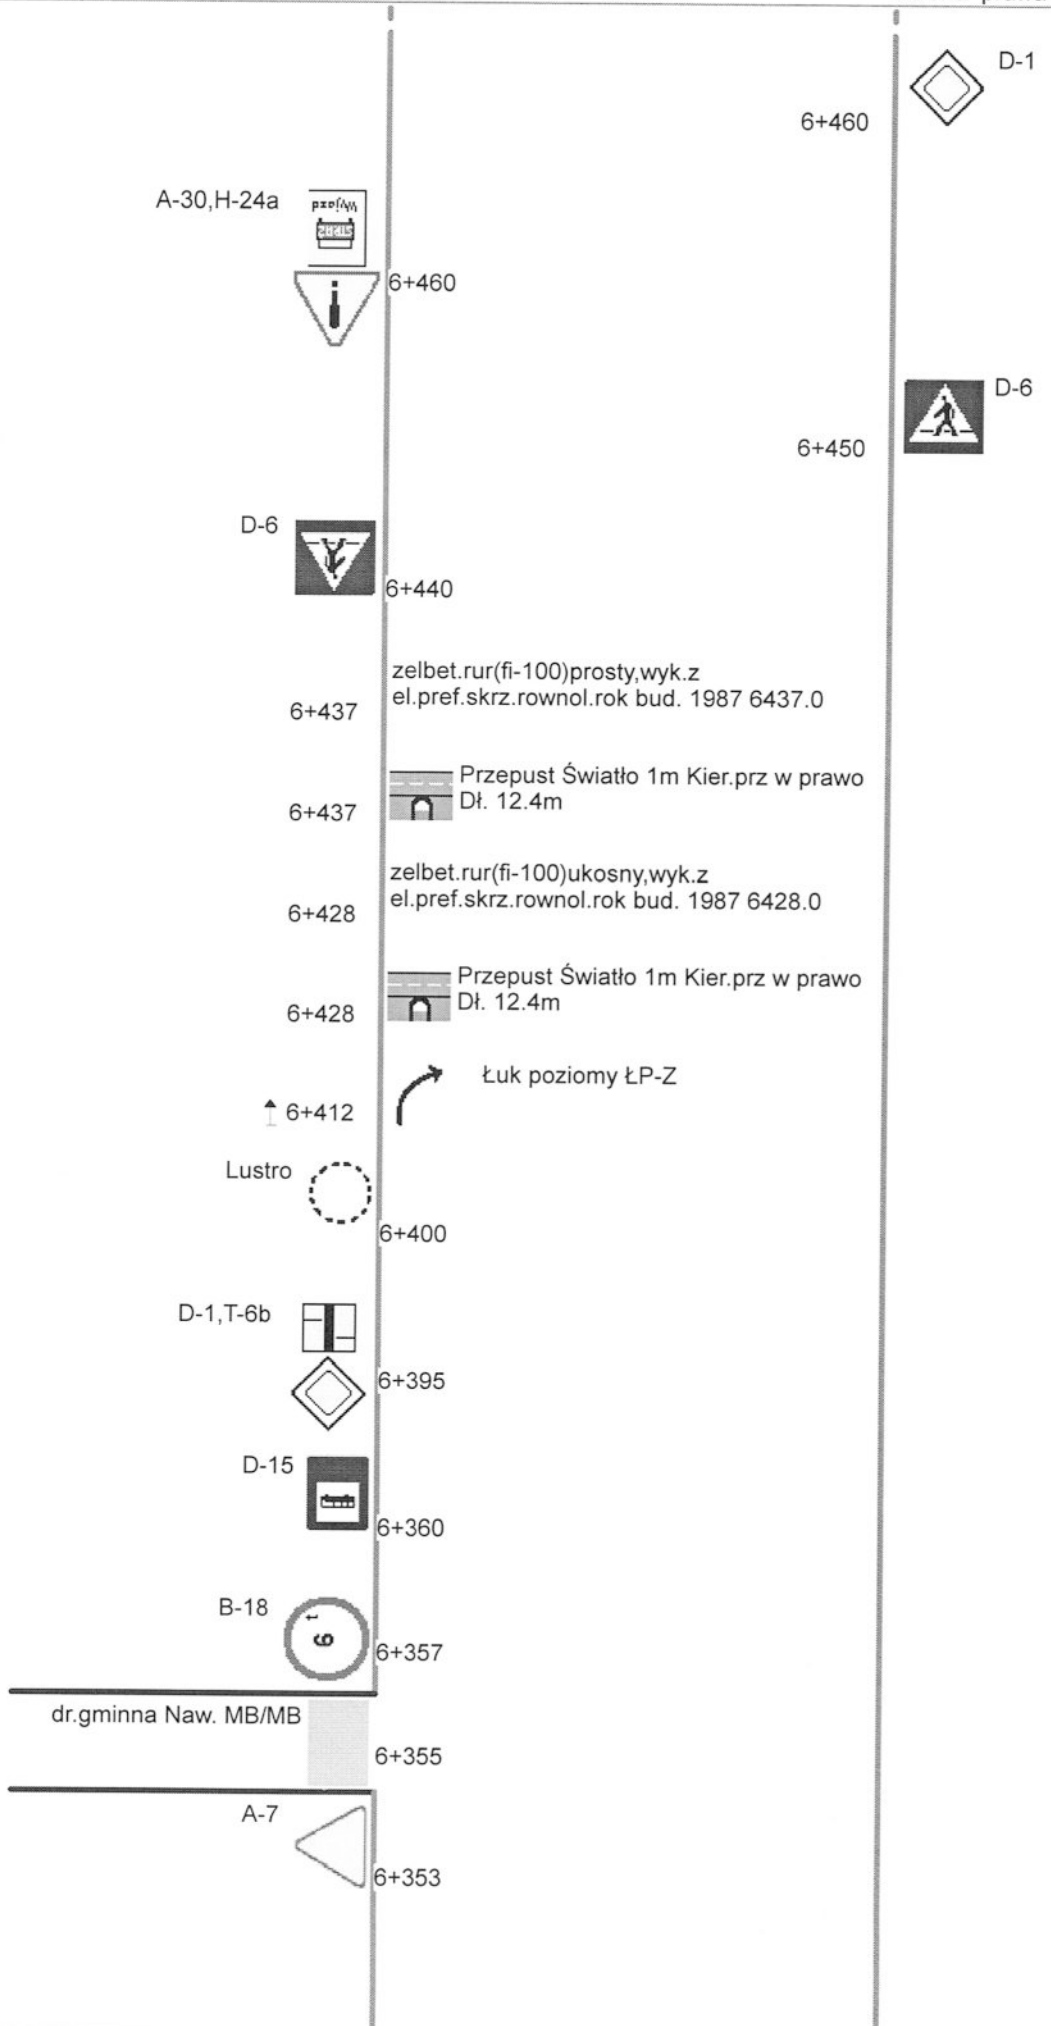 D-1
6+460
A-30,H-24a
Wyjazd
STRAŻ
6+460
D-6
6+450
D-6
6+440
zelbet.rur(fi-100)prosty,wyk.z
el.pref.skrz.rownol.rok bud. 1987 6437.0
6+437
Przepust Światło 1m Kier.prz w prawo
Dł. 12.4m
6+437
zelbet.rur(fi-100)ukosny,wyk.z
el.pref.skrz.rownol.rok bud. 1987 6428.0
6+428
Przepust Światło 1m Kier.prz w prawo
Dł. 12.4m
6+428
Łuk poziomy ŁP-Z
6+412
Lustro
6+400
D-1,T-6b
6+395
D-15
6+360
B-18
t
6+357
dr.gminna Naw. MB/MB
6+355
A-7
6+353